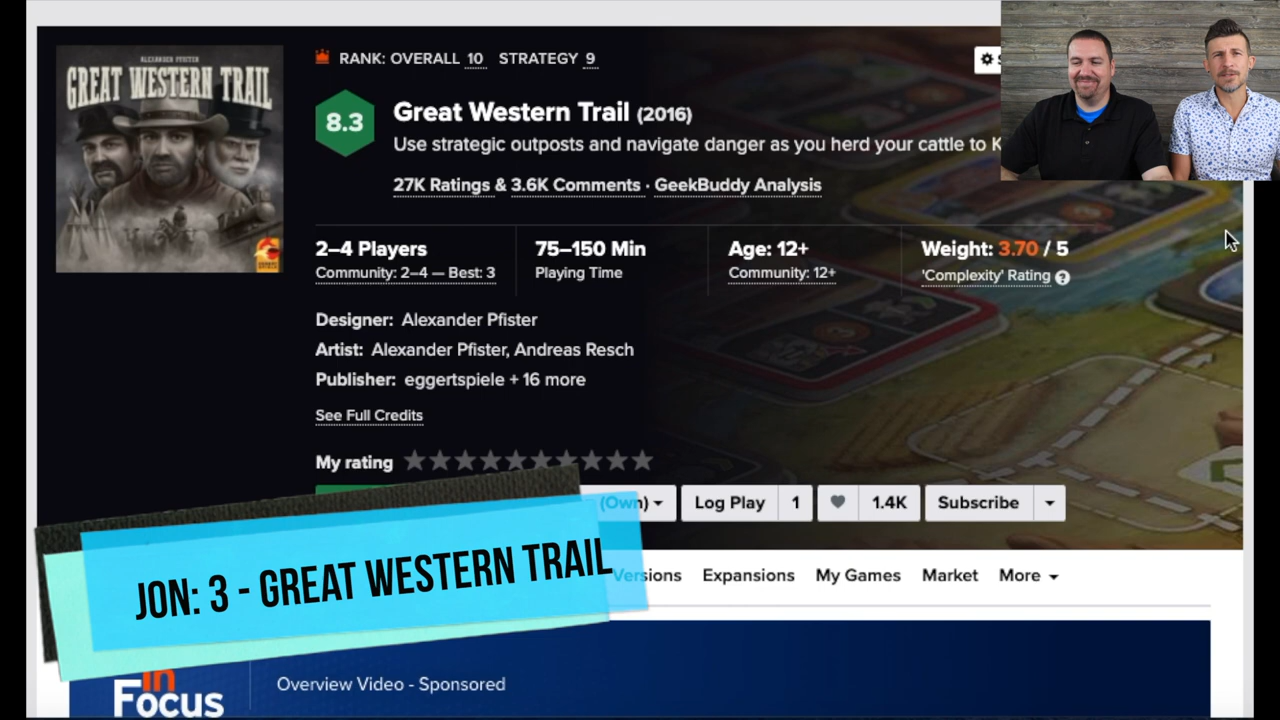 ALEXANDER PFISTER
GREAT WESTERN TRAIL
RANK: OVERALL 10 STRATEGY 9
8.3
Great Western Trail (2016)
Use strategic outposts and navigate danger as you herd your cattle to K
27K Ratings & 3.6K Comments · GeekBuddy Analysis
2–4 Players
Community: 2–4 — Best: 3
75–150 Min
Playing Time
Age: 12+
Community: 12+
Weight: 3.70 / 5
'Complexity' Rating ?
Designer: Alexander Pfister
Artist: Alexander Pfister, Andreas Resch
Publisher: eggertspiele + 16 more
See Full Credits
My rating
(Own) Log Play 1 1.4K Subscribe
JON: 3 - GREAT WESTERN TRAIL
Versions Expansions My Games Market More
in
Focus
Overview Video - Sponsored